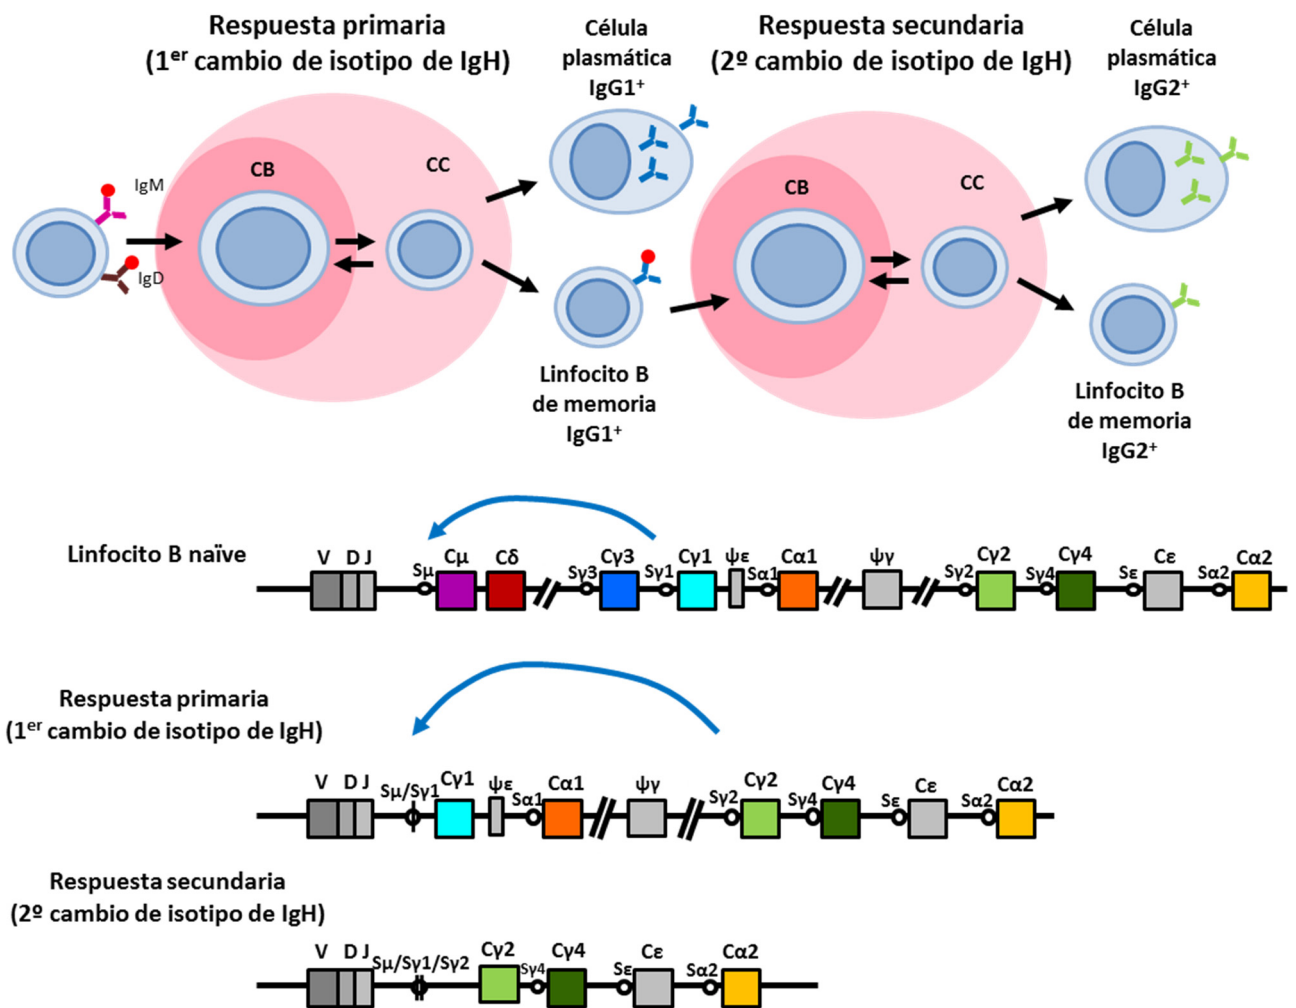 Respuesta primaria
(1er cambio de isotipo de IgH)
Célula
plasmática
IgG1+
Respuesta secundaria
(2º cambio de isotipo de IgH)
Célula
plasmática
IgG2+
IgM
IgD
CB
CC
CB
CC
Linfocito B
de memoria
IgG1+
Linfocito B
de memoria
IgG2+
Linfocito B naïve
V D J Sμ Cμ Cδ Sγ3 Cγ3 Sγ1 Cγ1 ψε Sα1 Cα1 ψγ Sγ2 Cγ2 Sγ4 Cγ4 Sε Cε Sα2 Cα2
Respuesta primaria
(1er cambio de isotipo de IgH)
V D J Sμ/Sγ1 Cγ1 ψε Sα1 Cα1 ψγ Sγ2 Cγ2 Sγ4 Cγ4 Sε Cε Sα2 Cα2
Respuesta secundaria
(2º cambio de isotipo de IgH)
V D J Sμ/Sγ1/Sγ2 Cγ2 Sγ4 Cγ4 Sε Cε Sα2 Cα2